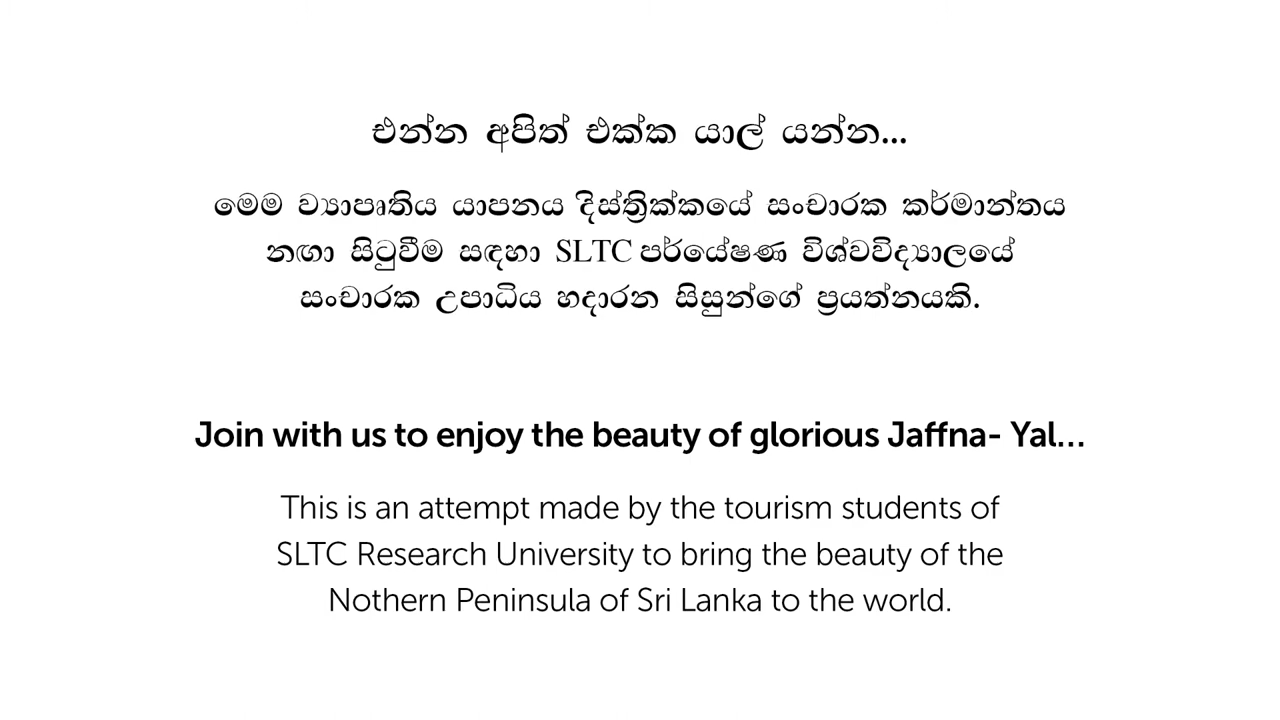 එන්න අපිත් එක්ක යාල් යන්න...
මෙම ව්‍යාපෘතිය යාපනය දිස්ත්‍රික්කයේ සංචාරක කර්මාන්තය
නඟා සිටුවීම සඳහා SLTC පර්යේෂණ විශ්වවිද්‍යාලයේ
සංචාරක උපාධිය හදාරන සිසුන්ගේ ප්‍රයත්නයකි.
Join with us to enjoy the beauty of glorious Jaffna- Yal...
This is an attempt made by the tourism students of
SLTC Research University to bring the beauty of the
Nothern Peninsula of Sri Lanka to the world.